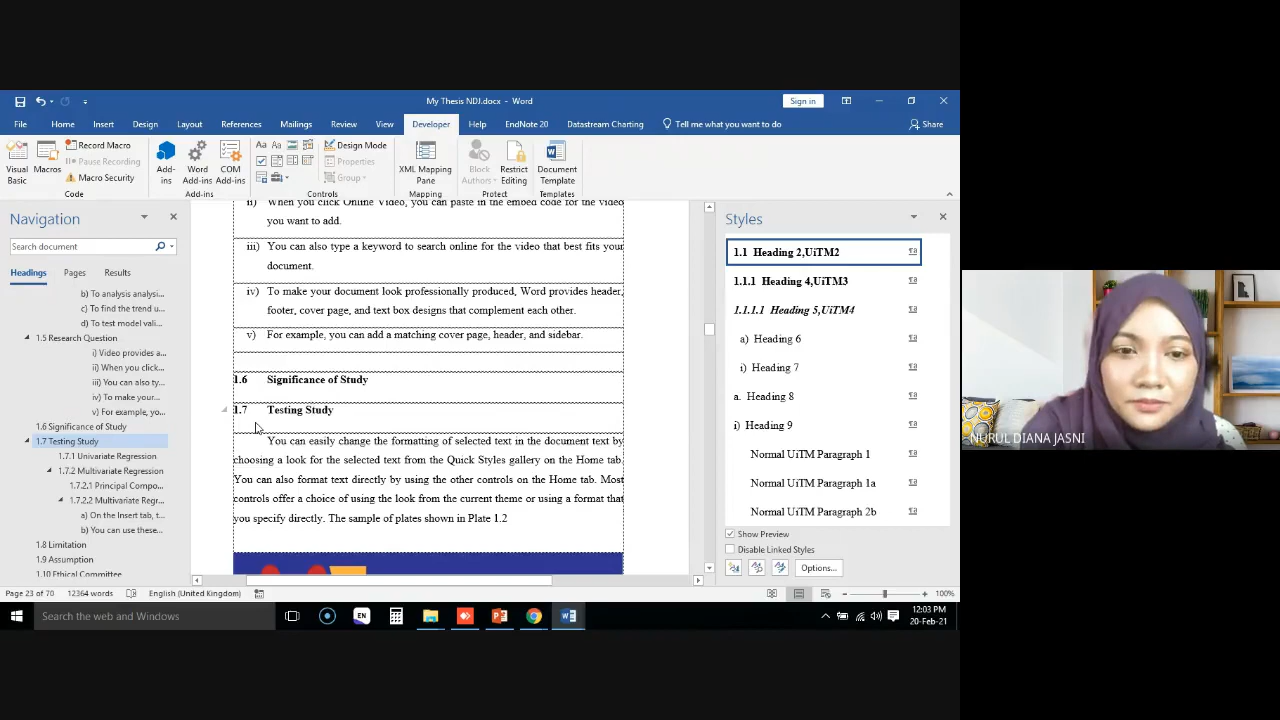 My Thesis NDJ.docx - Word
Sign in
File Home Insert Design Layout References Mailings Review View Developer Help EndNote 20 Datastream Charting Tell me what you want to do Share
Visual Basic
Macros
Record Macro
Pause Recording
Macro Security
Code
Add-ins
Word Add-ins
COM Add-ins
Add-ins
Aa Aa
Design Mode
Properties
Group
Controls
XML Mapping Pane
Mapping
Block Authors
Restrict Editing
Protect
Document Template
Templates
Navigation
Search document
Headings Pages Results
b) To analysis analysi...
c) To find the trend u...
d) To test model vali...
1.5 Research Question
i) Video provides a...
ii) When you click...
iii) You can also ty...
iv) To make your...
v) For example, yo...
1.6 Significance of Study
1.7 Testing Study
1.7.1 Univariate Regression
1.7.2 Multivariate Regression
1.7.2.1 Principal Compo...
1.7.2.2 Multivariate Regr...
a) On the Insert tab, t...
b) You can use these...
1.8 Limitation
1.9 Assumption
1.10 Ethical Committee
ii) When you click Online Video, you can paste in the embed code for the video
you want to add.
iii) You can also type a keyword to search online for the video that best fits your
document.
iv) To make your document look professionally produced, Word provides header,
footer, cover page, and text box designs that complement each other.
v) For example, you can add a matching cover page, header, and sidebar.
1.6 Significance of Study
1.7 Testing Study
You can easily change the formatting of selected text in the document text by
choosing a look for the selected text from the Quick Styles gallery on the Home tab.
You can also format text directly by using the other controls on the Home tab. Most
controls offer a choice of using the look from the current theme or using a format that
you specify directly. The sample of plates shown in Plate 1.2
Styles
1.1 Heading 2,UiTM2
1.1.1 Heading 4,UiTM3
1.1.1.1 Heading 5,UiTM4
a) Heading 6
i) Heading 7
a. Heading 8
i) Heading 9
Normal UiTM Paragraph 1
Normal UiTM Paragraph 1a
Normal UiTM Paragraph 2b
Show Preview
Disable Linked Styles
Options...
NURUL DIANA JASNI
Page 23 of 70 12364 words English (United Kingdom) 100%
Search the web and Windows
EN
12:03 PM
20-Feb-21